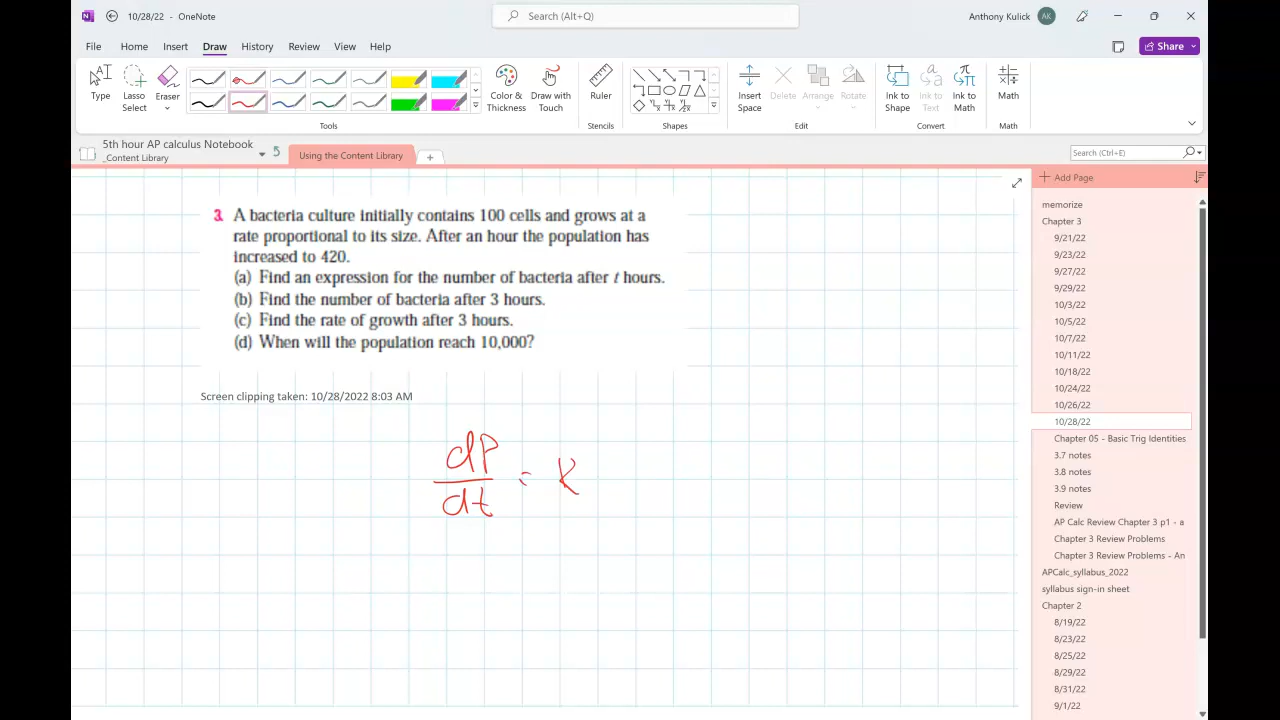 10/28/22 - OneNote
Search (Alt+Q)
Anthony Kulick
AK
File Home Insert Draw History Review View Help
Share
Type
Lasso Select
Eraser
Color & Thickness
Draw with Touch
Ruler
Insert Space
Delete
Arrange
Rotate
Ink to Shape
Ink to Text
Ink to Math
Math
Tools
Stencils
Shapes
Edit
Convert
Math
5th hour AP calculus Notebook
_Content Library
Using the Content Library
Search (Ctrl+E)
3. A bacteria culture initially contains 100 cells and grows at a
rate proportional to its size. After an hour the population has
increased to 420.
(a) Find an expression for the number of bacteria after t hours.
(b) Find the number of bacteria after 3 hours.
(c) Find the rate of growth after 3 hours.
(d) When will the population reach 10,000?
Screen clipping taken: 10/28/2022 8:03 AM
dP
dt
= K
Add Page
memorize
Chapter 3
9/21/22
9/23/22
9/27/22
9/29/22
10/3/22
10/5/22
10/7/22
10/11/22
10/18/22
10/24/22
10/26/22
10/28/22
Chapter 05 - Basic Trig Identities
3.7 notes
3.8 notes
3.9 notes
Review
AP Calc Review Chapter 3 p1 - a
Chapter 3 Review Problems
Chapter 3 Review Problems - An
APCalc_syllabus_2022
syllabus sign-in sheet
Chapter 2
8/19/22
8/23/22
8/25/22
8/29/22
8/31/22
9/1/22